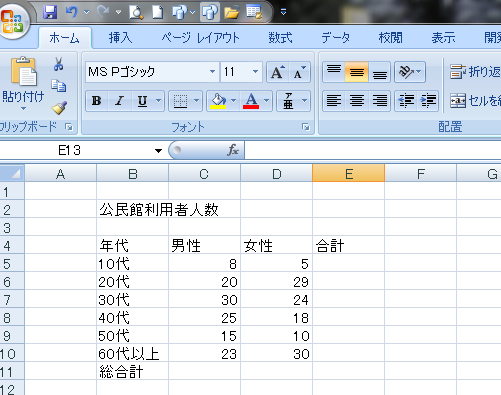 ホーム 挿入 ページ レイアウト 数式 データ 校閲 表示
貼り付け
MS Pゴシック 11 A A 折り返
B I U A ア亜 セルを
クリップボード フォント 配置
E13 fx
A B C D E F G
1
2 公民館利用者人数
3
4 年代 男性 女性 合計
5 10代 8 5
6 20代 20 29
7 30代 30 24
8 40代 25 18
9 50代 15 10
10 60代以上 23 30
11 総合計
12